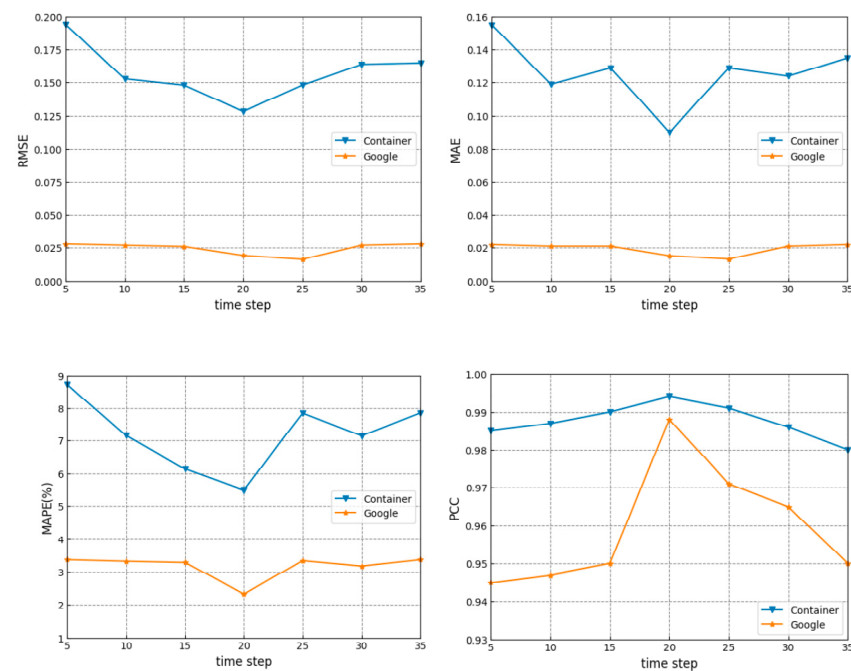 0.200
0.175
0.150
0.125
0.100
0.075
0.050
0.025
0.000
RMSE
5 10 15 20 25 30 35
time step
Container
Google
0.16
0.14
0.12
0.10
0.08
0.06
0.04
0.02
0.00
MAE
5 10 15 20 25 30 35
time step
Container
Google
9
8
7
6
5
4
3
2
1
MAPE(%)
5 10 15 20 25 30 35
time step
Container
Google
1.00
0.99
0.98
0.97
0.96
0.95
0.94
0.93
PCC
5 10 15 20 25 30 35
time step
Container
Google